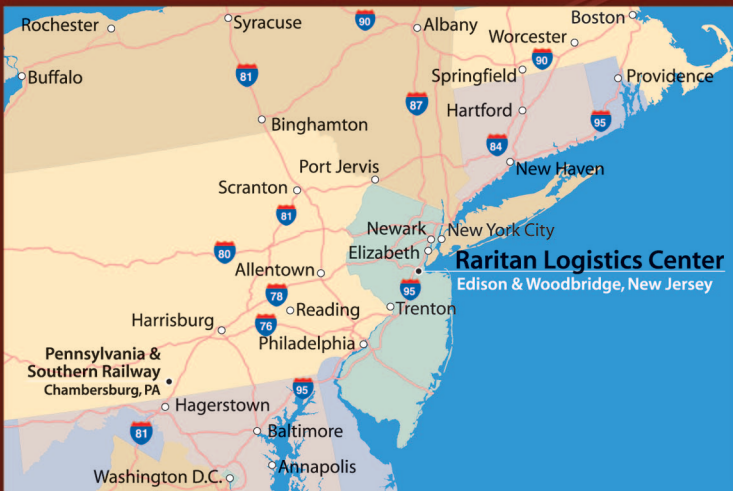 Rochester
Syracuse
90
Albany
Boston
Worcester
90
Buffalo
81
Springfield
Providence
87
Hartford
95
Binghamton
84
Port Jervis
New Haven
Scranton
81
Newark
New York City
80
Elizabeth
Raritan Logistics Center
Allentown
Edison & Woodbridge, New Jersey
78
95
Reading
Trenton
Harrisburg
76
Philadelphia
Pennsylvania &
Southern Railway
Chambersburg, PA
95
Hagerstown
81
Baltimore
Annapolis
Washington D.C.